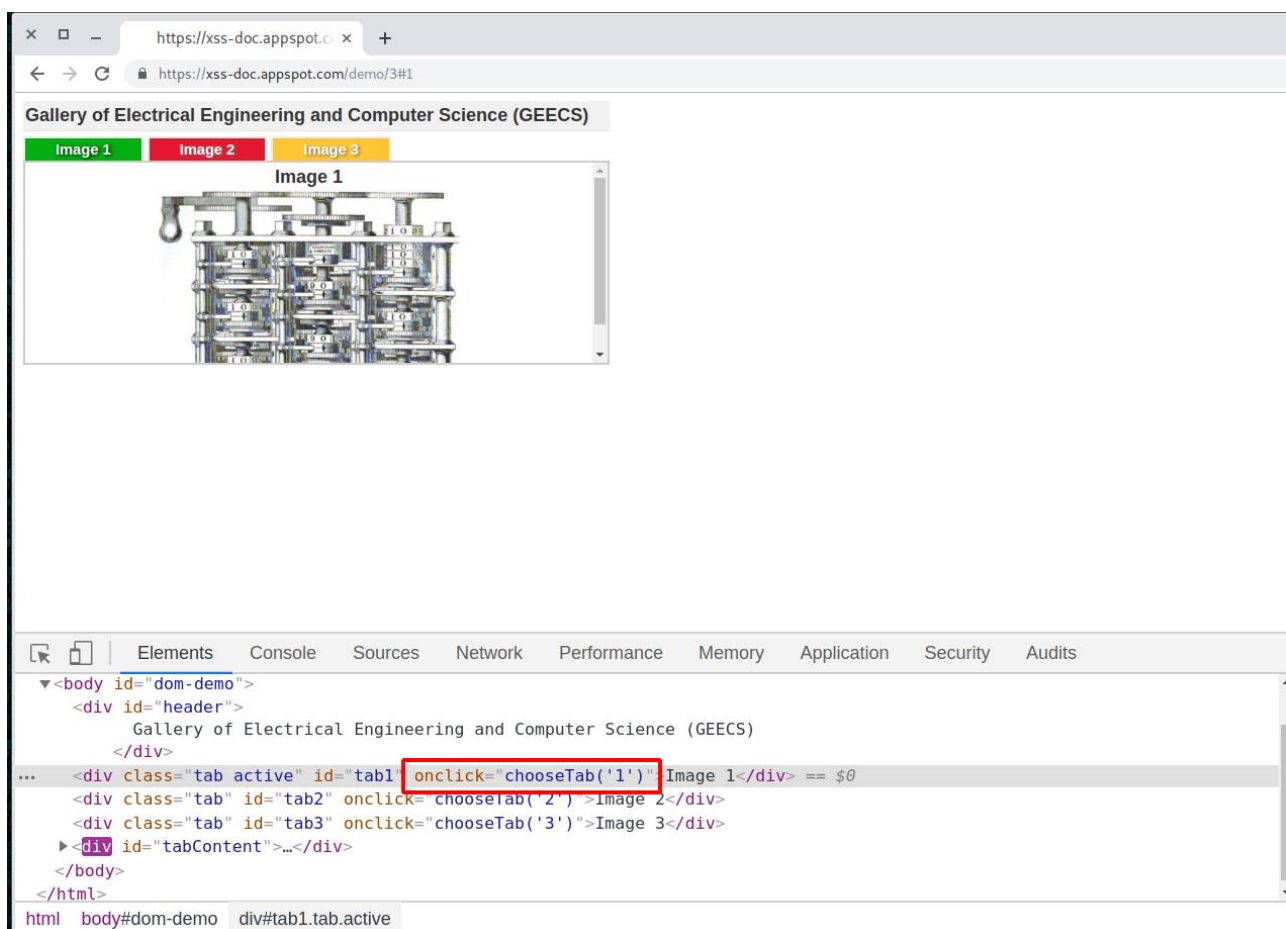 https://xss-doc.appspot.c
https://xss-doc.appspot.com/demo/3#1
Gallery of Electrical Engineering and Computer Science (GEECS)
Image 1 Image 2 Image 3
Image 1
Elements Console Sources Network Performance Memory Application Security Audits
▼<body id="dom-demo">
<div id="header">
Gallery of Electrical Engineering and Computer Science (GEECS)
</div>
... <div class="tab active" id="tab1" onclick="chooseTab('1')">Image 1</div> == $0
<div class="tab" id="tab2" onclick="chooseTab('2')">Image 2</div>
<div class="tab" id="tab3" onclick="chooseTab('3')">Image 3</div>
▶<div id="tabContent">…</div>
</body>
</html>
html body#dom-demo div#tab1.tab.active